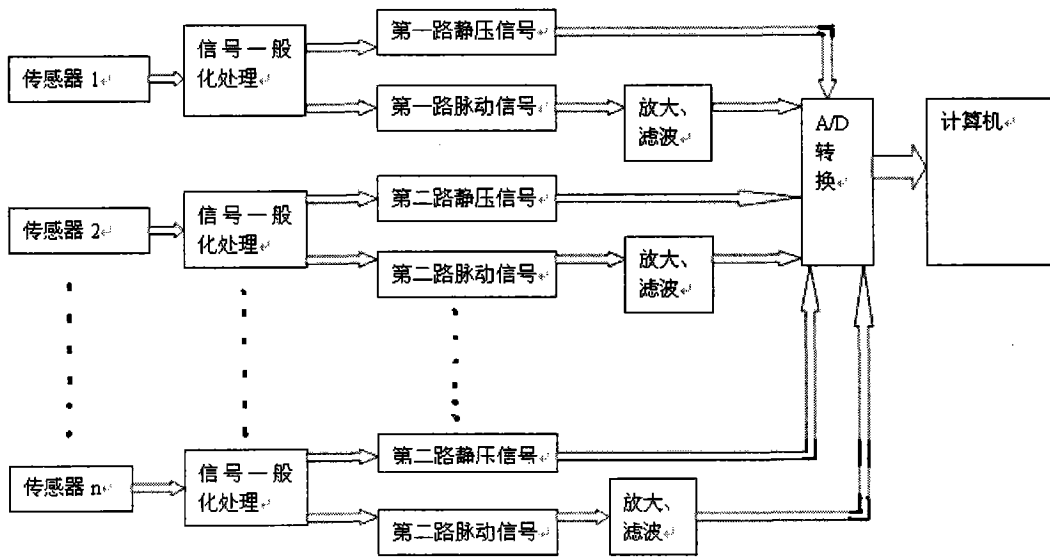 传感器 1
信号一般
化处理
第一路静压信号
第一路脉动信号
放大、
滤波
A/D
转
换
计算机
传感器 2
信号一般
化处理
第二路静压信号
第二路脉动信号
放大、
滤波
传感器 n
信号一般
化处理
第二路静压信号
第二路脉动信号
放大、
滤波